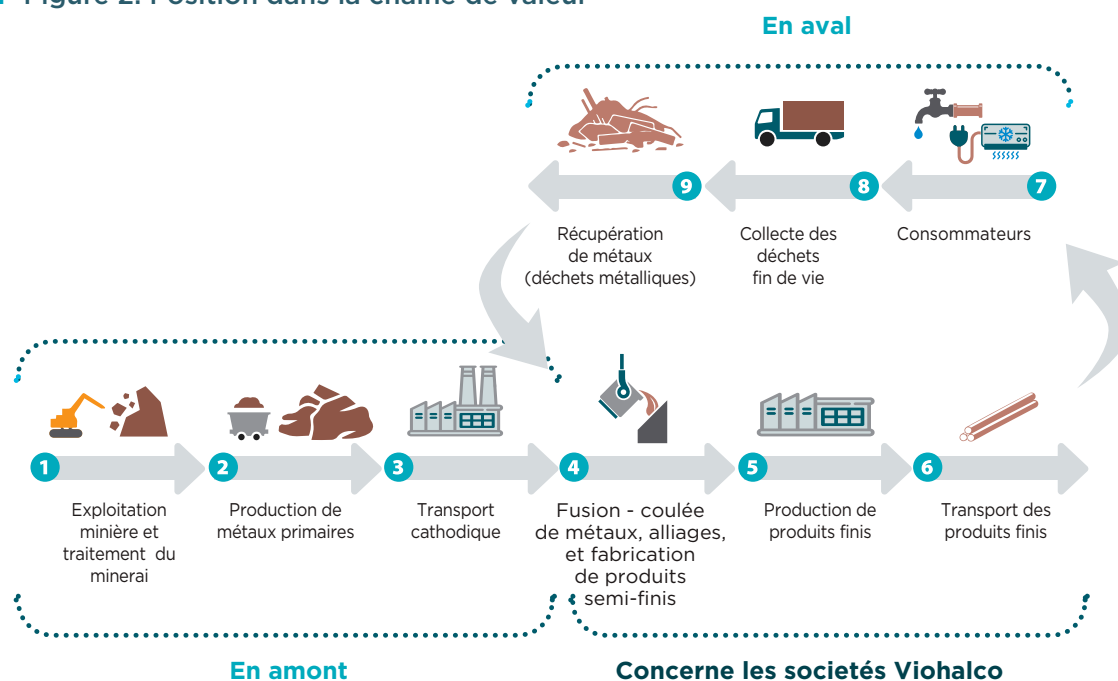 Figure 2: Position dans la chaîne de valeur
En aval
9
8
7
Récupération
de métaux
(déchets métalliques)
Collecte des
déchets
fin de vie
Consommateurs
1
2
3
4
5
6
Exploitation
minière et
traitement du
minerai
Production de
métaux primaires
Transport
cathodique
Fusion - coulée
de métaux, alliages,
et fabrication
de produits
semi-finis
Production de
produits finis
Transport des
produits finis
En amont
Concerne les societés Viohalco